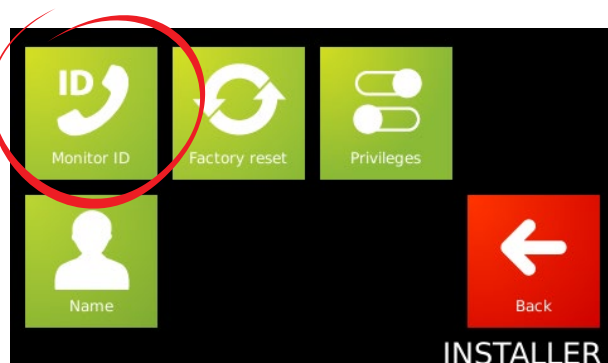 ID
Monitor ID
Factory reset
Privileges
Name
Back
INSTALLER